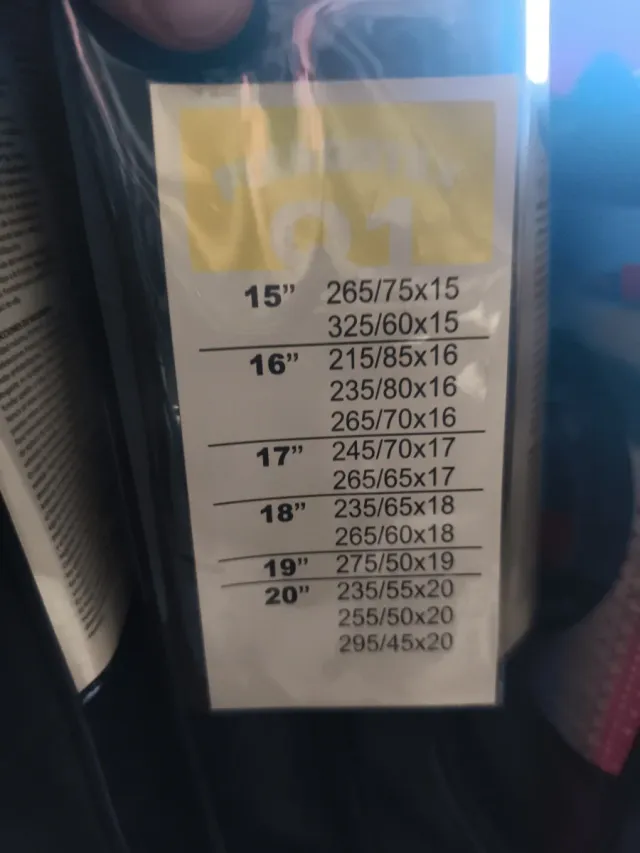 91
15” 265/75x15
325/60x15
16” 215/85x16
235/80x16
265/70x16
17” 245/70x17
265/65x17
18” 235/65x18
265/60x18
19” 275/50x19
20” 235/55x20
255/50x20
295/45x20